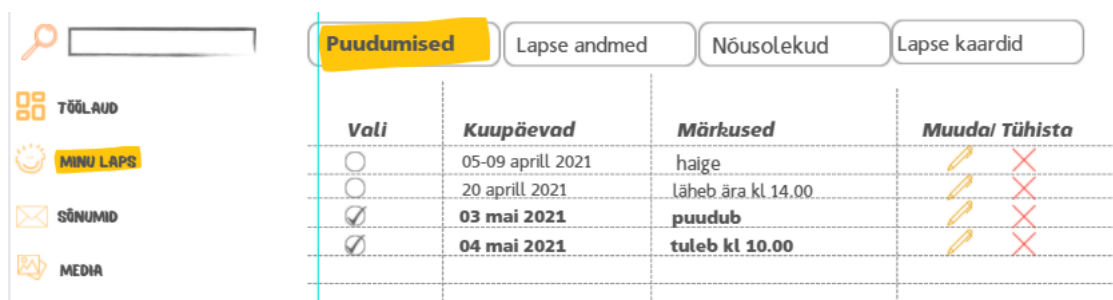 Puudumised Lapse andmed Nõusolekud Lapse kaardid
TÖÖLAUD
MINU LAPS
SÕNUMID
MEDIA
Vali Kuupäevad Märkused Muuda/ Tühista
05-09 aprill 2021 haige
20 aprill 2021 läheb ära kl 14.00
03 mai 2021 puudub
04 mai 2021 tuleb kl 10.00